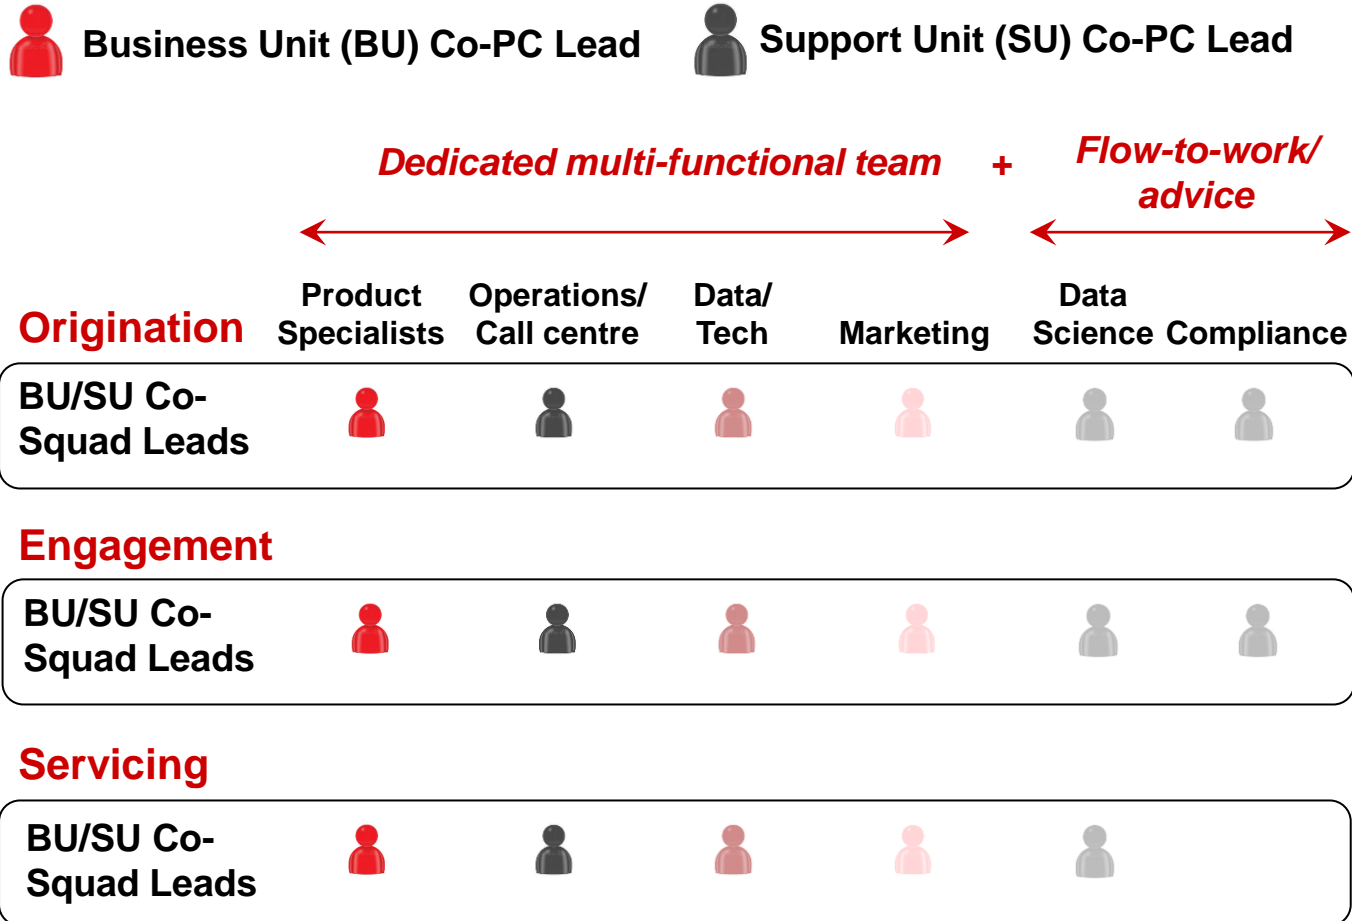 Business Unit (BU) Co-PC Lead
Support Unit (SU) Co-PC Lead
Dedicated multi-functional team
+
Flow-to-work/
advice
Origination
Product
Specialists
Operations/
Call centre
Data/
Tech
Marketing
Data
Science
Compliance
BU/SU Co-
Squad Leads
Engagement
BU/SU Co-
Squad Leads
Servicing
BU/SU Co-
Squad Leads